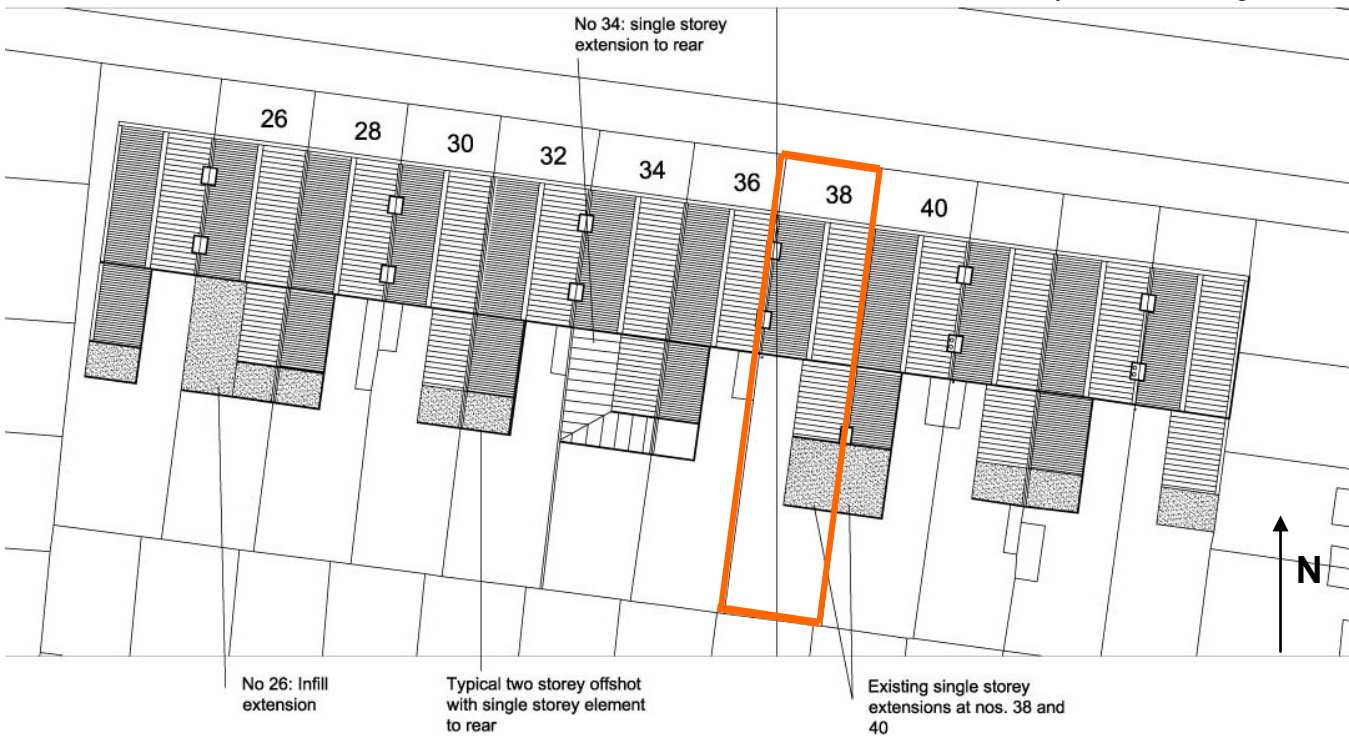 No 34: single storey
extension to rear
26
28
30
32
34
36
38
40
N
No 26: Infill
extension
Typical two storey offshot
with single storey element
to rear
Existing single storey
extensions at nos. 38 and
40